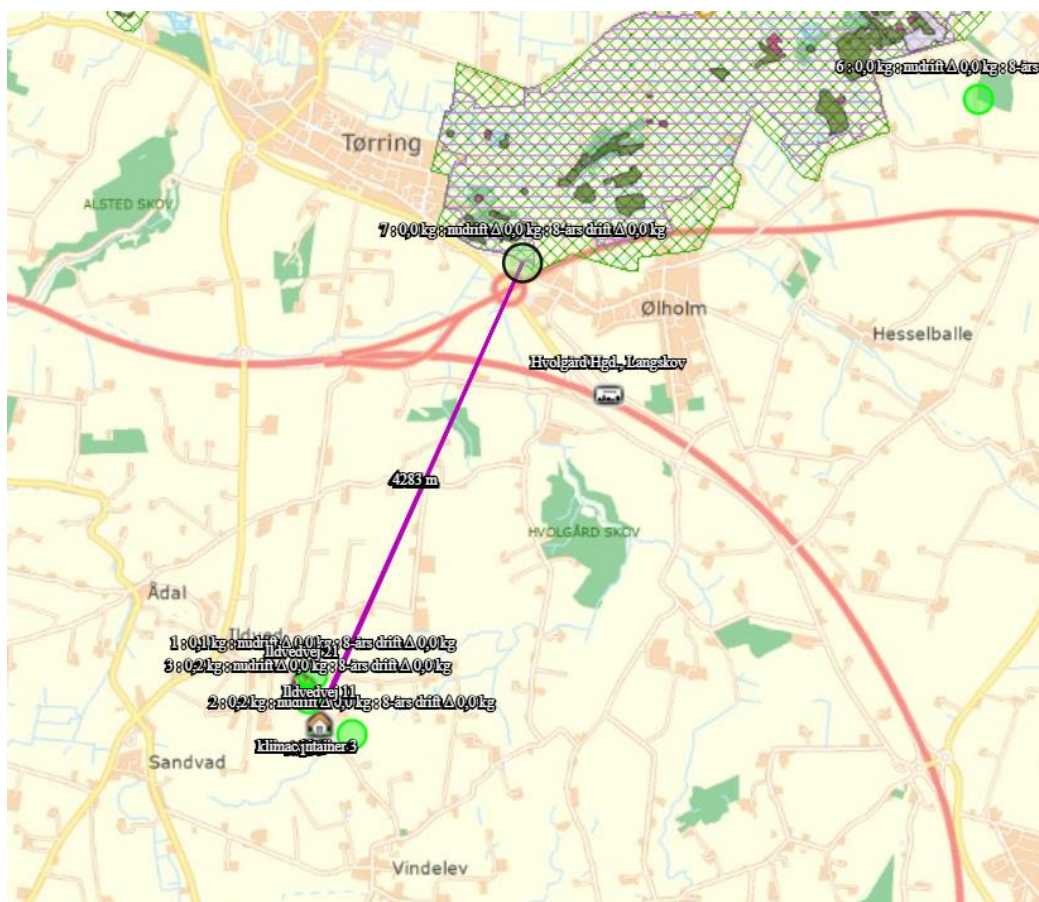 6 : 0,0 kg : nudrift Δ 0,0 kg : 8-års
Tørring
ALSTED SKOV
7 : 0,0 kg : nudrift Δ 0,0 kg : 8-års drift Δ 0,0 kg
Ølholm
Hesselballe
Hvolgård Hgd., Langskov
4283 m
HVOLGÅRD SKOV
Ådal
Ildved
1 : 0,1 kg : nudrift Δ 0,0 kg : 8-års drift Δ 0,0 kg
Ildvedvej 21
3 : 0,2 kg : nudrift Δ 0,0 kg : 8-års drift Δ 0,0 kg
Ildvedvej 11
2 : 0,2 kg : nudrift Δ 0,0 kg : 8-års drift Δ 0,0 kg
Sandvad
Vindelev